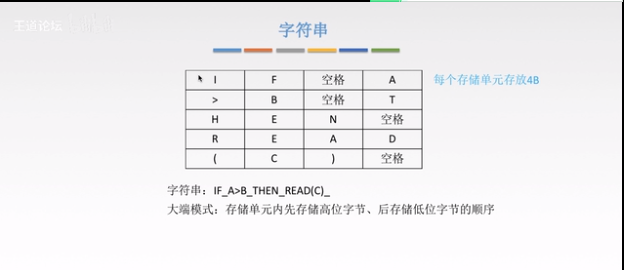 王道论坛
字符串
I F 空格 A
每个存储单元存放4B
> B 空格 T
H E N 空格
R E A D
( C ) 空格
字符串：IF_A>B_THEN_READ(C)_
大端模式：存储单元内先存储高位字节、后存储低位字节的顺序